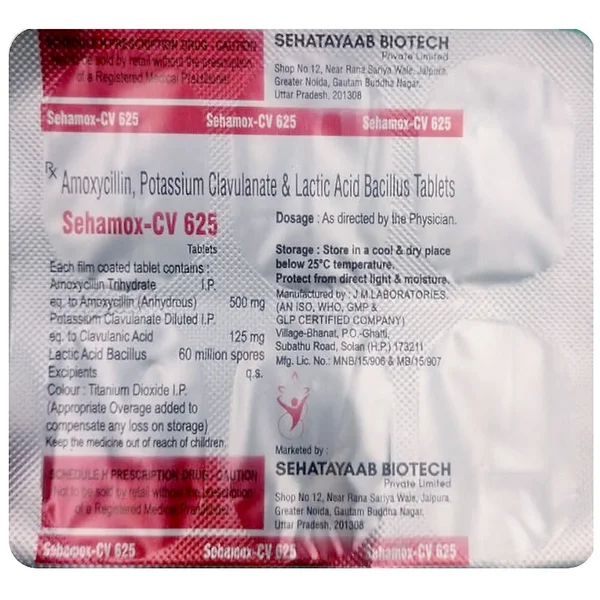 SCHEDULE H PRESCRIPTION DRUG - CAUTION
Not to be sold by retail without the prescription
of a Registered Medical Practitioner
SEHATAYAAB BIOTECH
Private Limited
Shop No 12, Near Rana Sariya Wale, Jalpura,
Greater Noida, Gautam Buddha Nagar,
Uttar Pradesh, 201308
Sehamox-CV 625 Sehamox-CV 625 Sehamox-CV 625
Rx Amoxycillin, Potassium Clavulanate & Lactic Acid Bacillus Tablets
Sehamox-CV 625
Tablets
Each film coated tablet contains :
Amoxycillin Trihydrate I.P.
eq. to Amoxycillin (Anhydrous) 500 mg
Potassium Clavulanate Diluted I.P.
eq. to Clavulanic Acid 125 mg
Lactic Acid Bacillus 60 million spores
Excipients q.s.
Colour : Titanium Dioxide I.P.
(Appropriate Overage added to
compensate any loss on storage)
Keep the medicine out of reach of children.
Dosage : As directed by the Physician.
Storage : Store in a cool & dry place
below 25°C temperature.
Protect from direct light & moisture.
Manufactured by : J.M.LABORATORIES.
(AN ISO, WHO, GMP &
GLP CERTIFIED COMPANY)
Village-Bhanat, P.O.-Ghatti,
Subathu Road, Solan (H.P.) 173211
Mfg. Lic. No.: MNB/15/906 & MB/15/907
Marketed by :
SEHATAYAAB BIOTECH
Private Limited
Shop No 12, Near Rana Sariya Wale, Jalpura,
Greater Noida, Gautam Buddha Nagar,
Uttar Pradesh, 201308
SCHEDULE H PRESCRIPTION DRUG - CAUTION
Not to be sold by retail without the prescription
of a Registered Medical Practitioner
Sehamox-CV 625 Sehamox-CV 625 Sehamox-CV 625